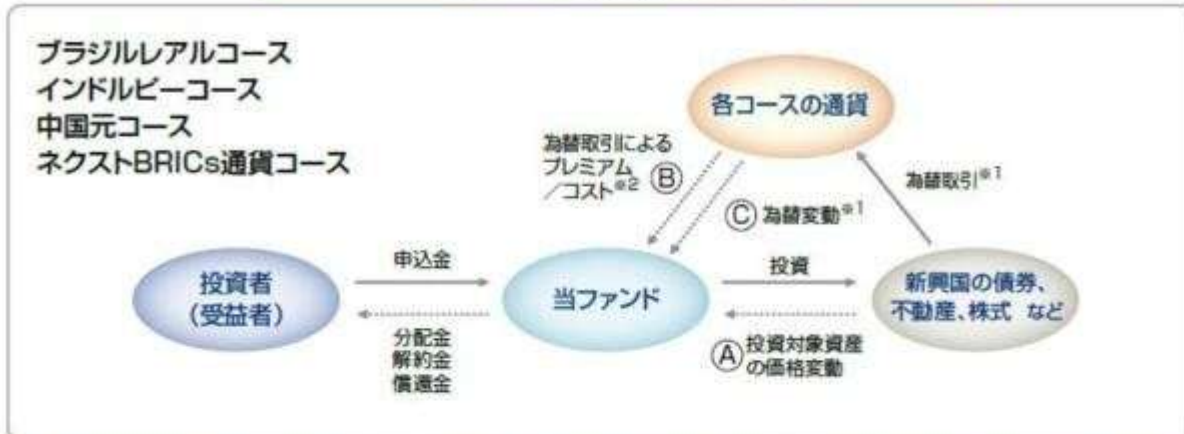 ブラジルレアルコース
インドルピーコース
中国元コース
ネクストBRICs通貨コース
各コースの通貨
為替取引による
プレミアム
／コスト※2 Ⓑ
為替取引※1
Ⓒ 為替変動※1
投資者
（受益者）
申込金
分配金
解約金
償還金
当ファンド
投資
Ⓐ 投資対象資産
の価格変動
新興国の債券、
不動産、株式 など